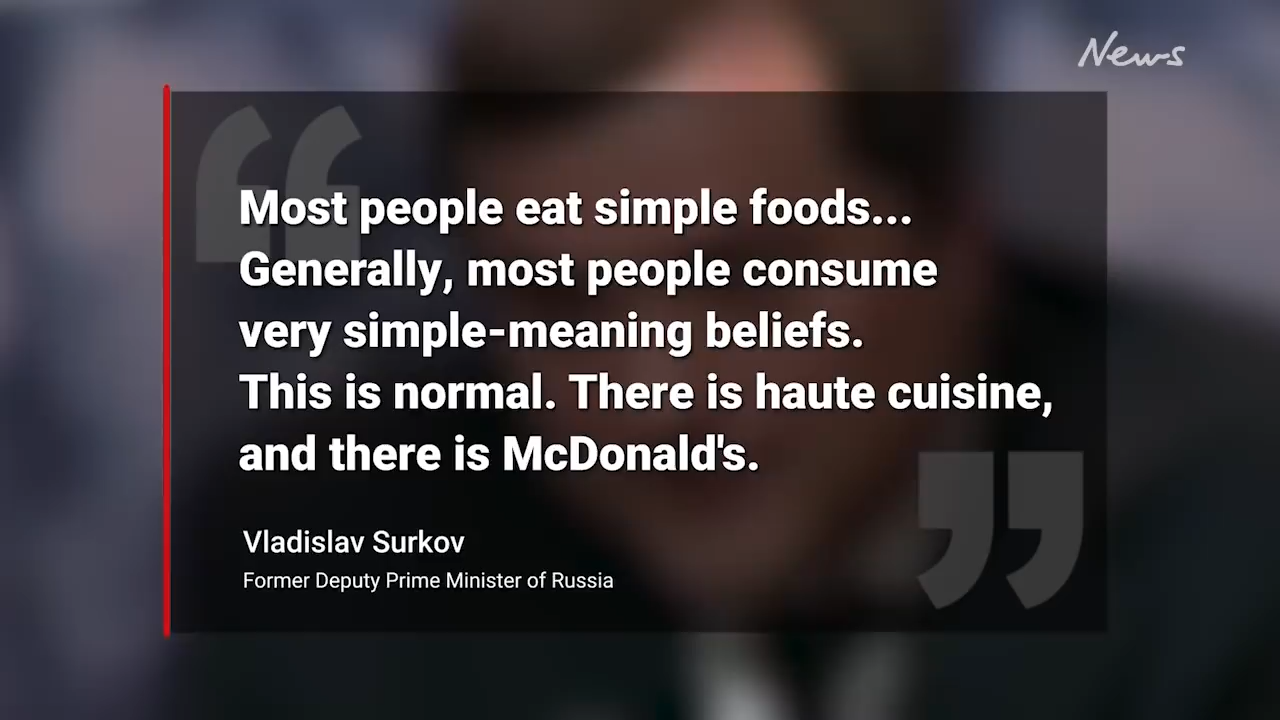 News
Most people eat simple foods...
Generally, most people consume
very simple-meaning beliefs.
This is normal. There is haute cuisine,
and there is McDonald's.
Vladislav Surkov
Former Deputy Prime Minister of Russia